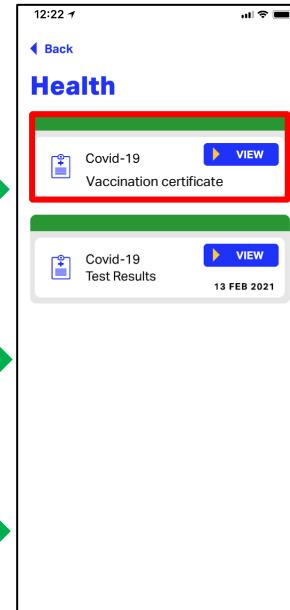 12:22
Back
Health
Covid-19
VIEW
Vaccination certificate
Covid-19
VIEW
Test Results
13 FEB 2021